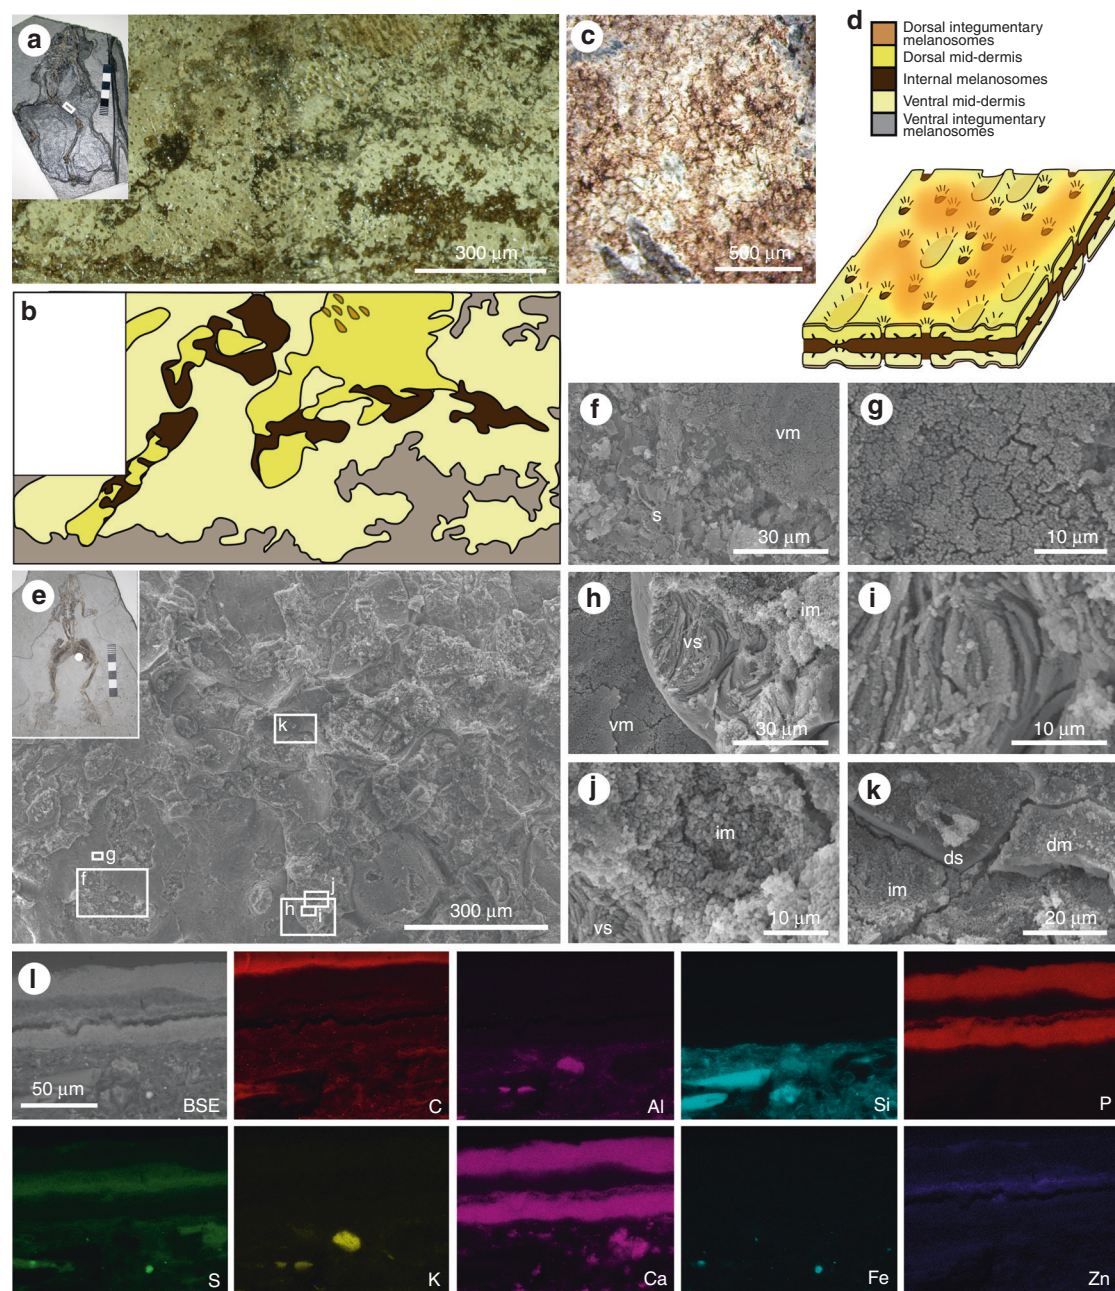 a
300 µm
c
500 µm
d
Dorsal integumentary
melanosomes
Dorsal mid-dermis
Internal melanosomes
Ventral mid-dermis
Ventral integumentary
melanosomes
b
f
vm
s
30 µm
g
10 µm
e
k
g
f
j
h
i
300 µm
h
im
vs
vm
30 µm
i
10 µm
j
im
vs
10 µm
k
ds
dm
im
20 µm
l
50 µm
BSE
C
Al
Si
P
S
K
Ca
Fe
Zn